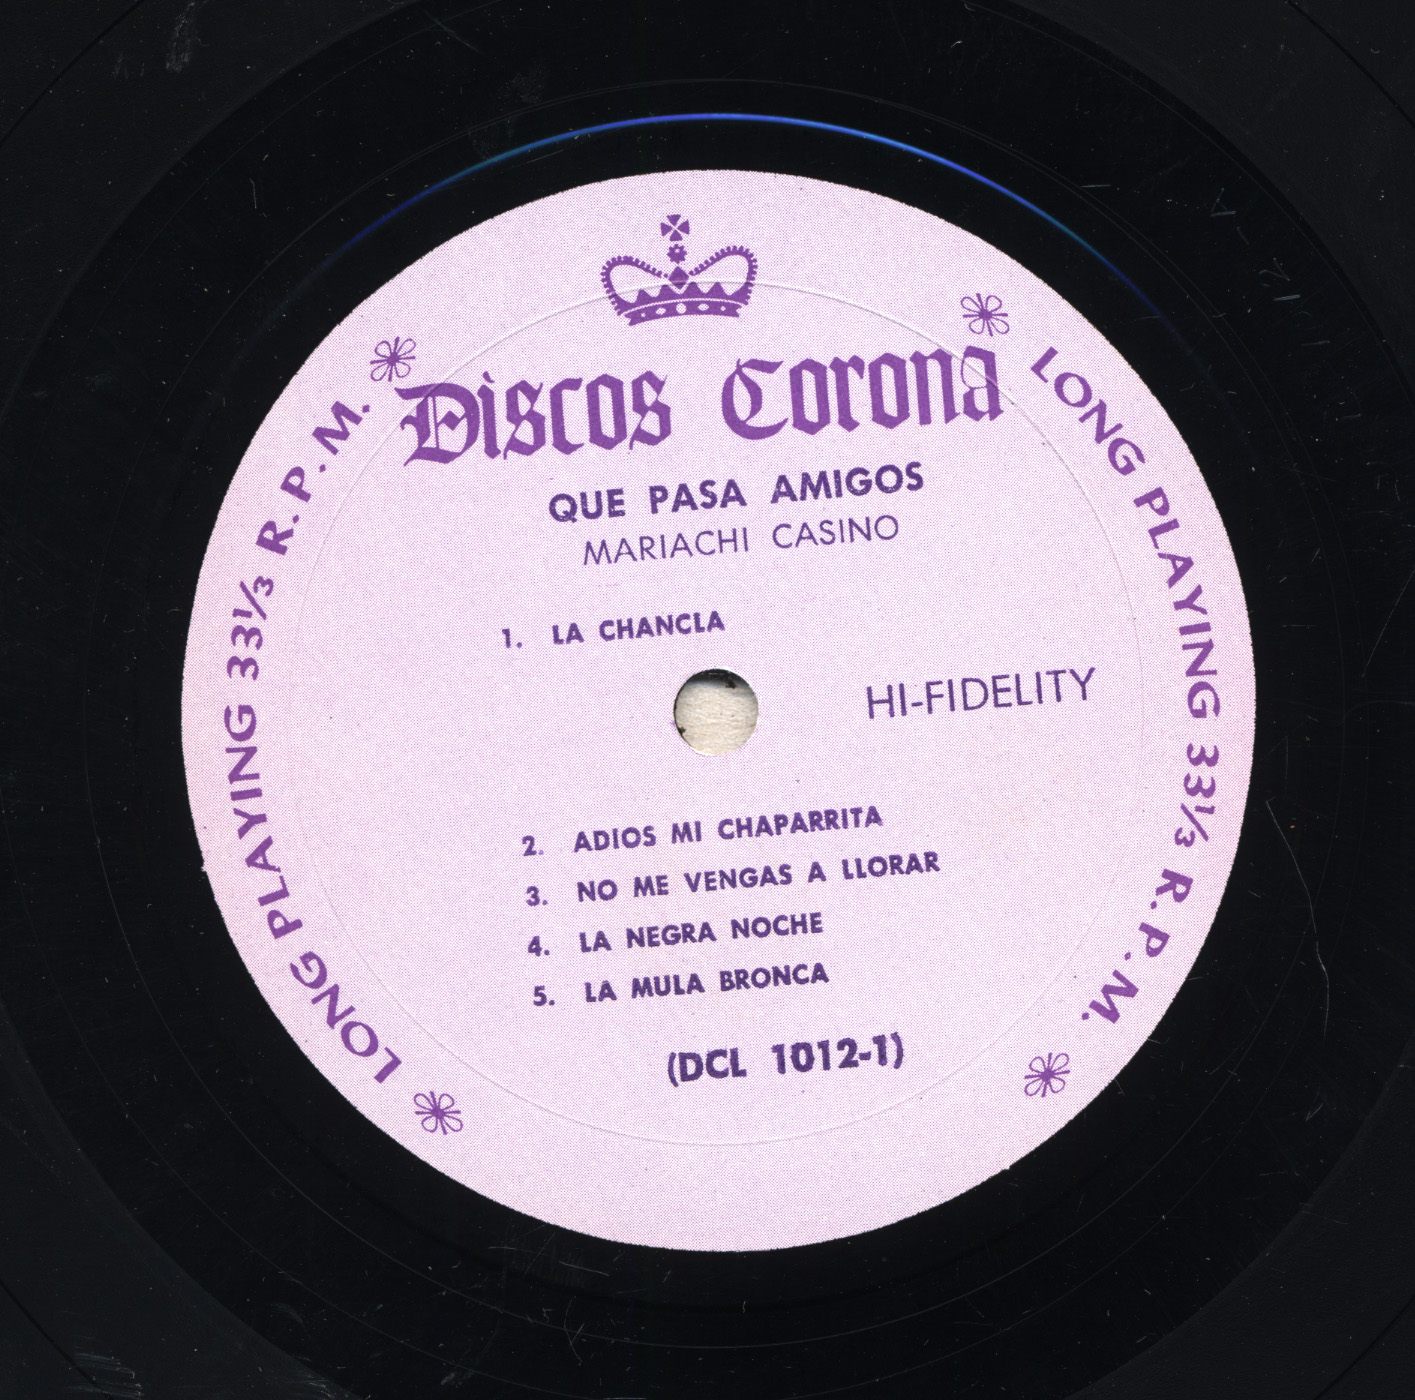 Discos Corona
QUE PASA AMIGOS
MARIACHI CASINO
1. LA CHANCLA
HI-FIDELITY
2. ADIOS MI CHAPARRITA
3. NO ME VENGAS A LLORAR
4. LA NEGRA NOCHE
5. LA MULA BRONCA
(DCL 1012-1)
LONG PLAYING 33⅓ R.P.M.
LONG PLAYING 33⅓ R.P.M.